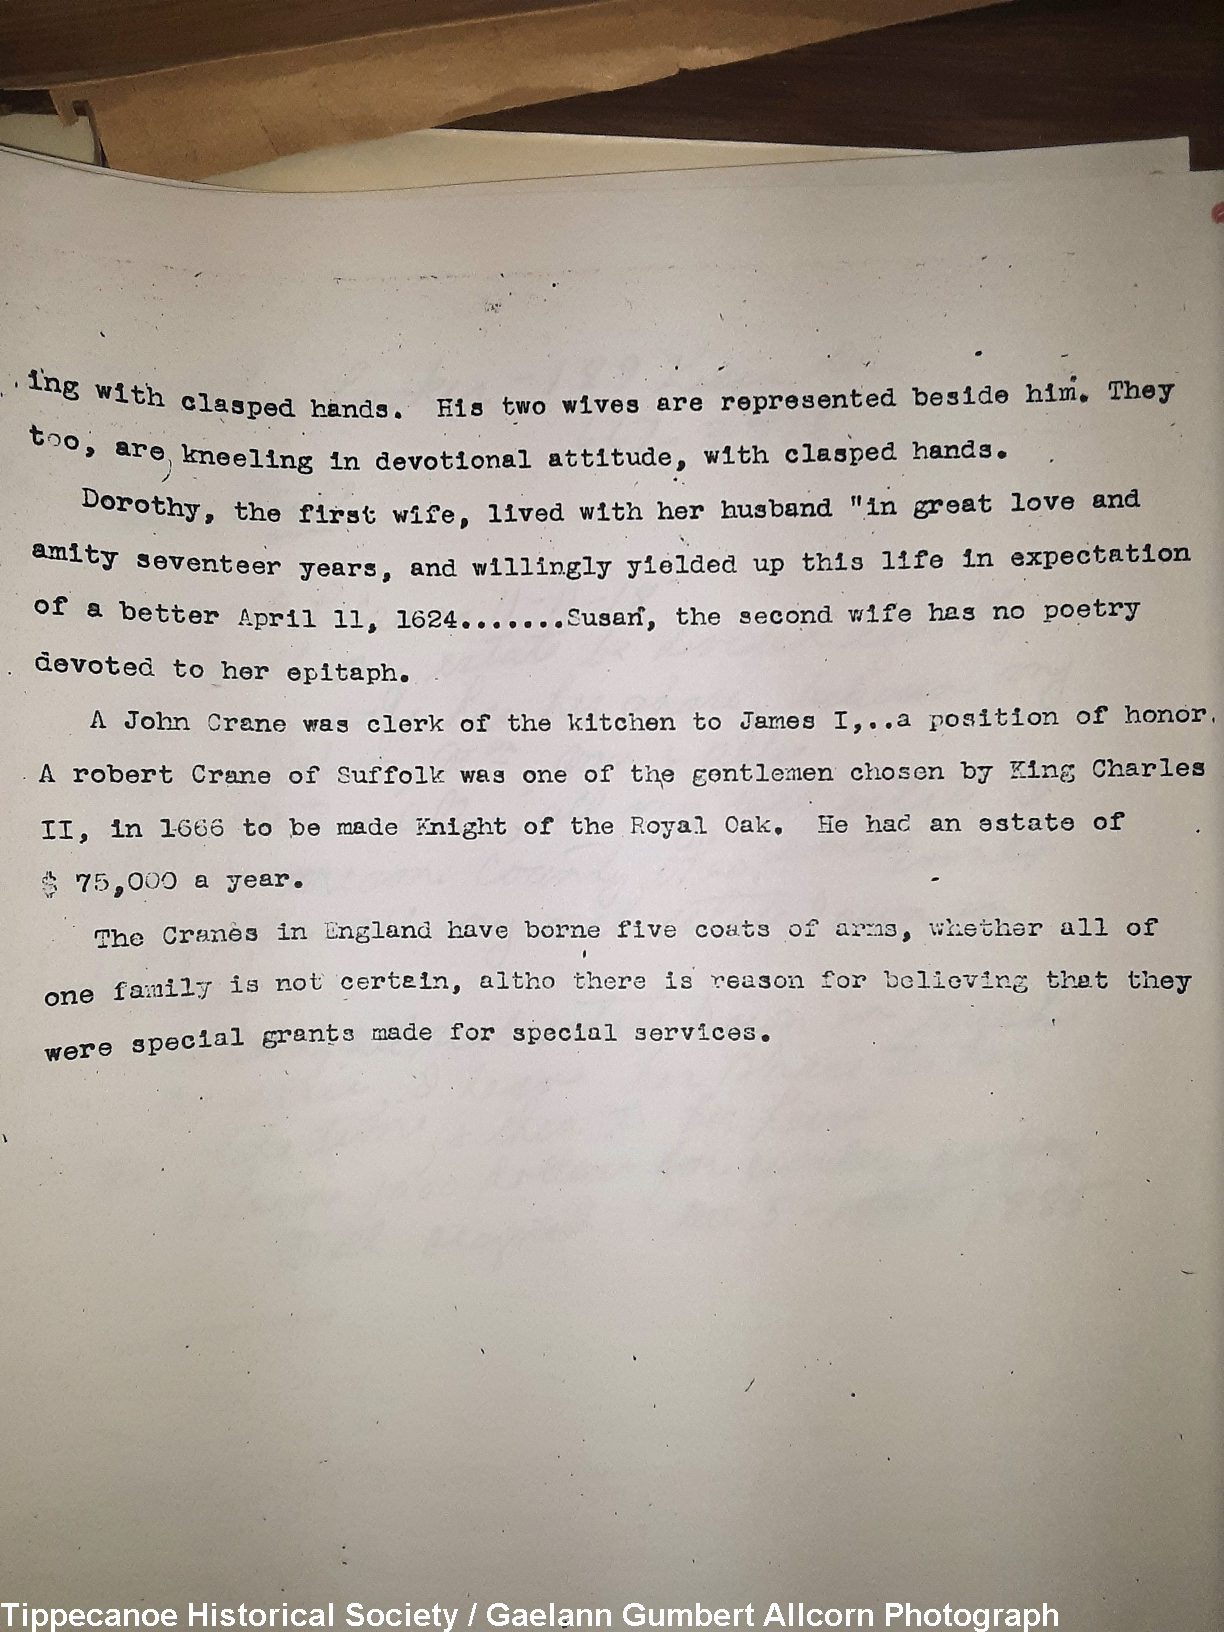 ing with clasped hands.  His two wives are represented beside him. They
too, are kneeling in devotional attitude, with clasped hands.
Dorothy, the first wife, lived with her husband "in great love and
amity seventeer years, and willingly yielded up this life in expectation
of a better April 11, 1624.......Susan, the second wife has no poetry
devoted to her epitaph.
A John Crane was clerk of the kitchen to James I,..a position of honor.
A robert Crane of Suffolk was one of the gentlemen chosen by King Charles
II, in 1666 to be made Knight of the Royal Oak.  He had an estate of
$ 75,000 a year.
The Cranes in England have borne five coats of arms, whether all of
one family is not certain, altho there is reason for believing that they
were special grants made for special services.
Tippecanoe Historical Society / Gaelann Gumbert Allcorn Photograph